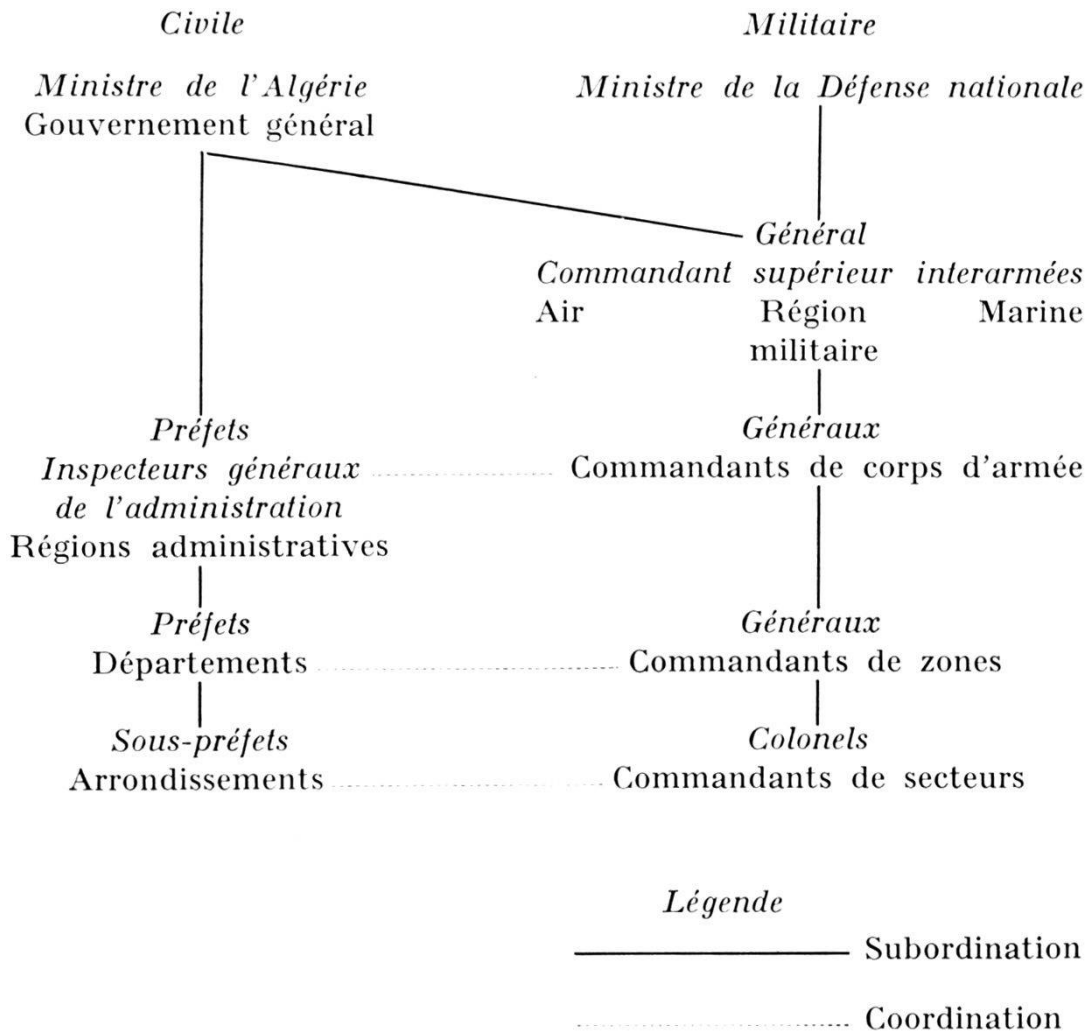 Civile
Militaire
Ministre de l'Algérie
Gouvernement général
Ministre de la Défense nationale
Général
Commandant supérieur interarmées
Air Région Marine
militaire
Préfets
Inspecteurs généraux
de l'administration
Régions administratives
Généraux
Commandants de corps d'armée
Préfets
Départements
Généraux
Commandants de zones
Sous-préfets
Arrondissements
Colonels
Commandants de secteurs
Légende
Subordination
Coordination